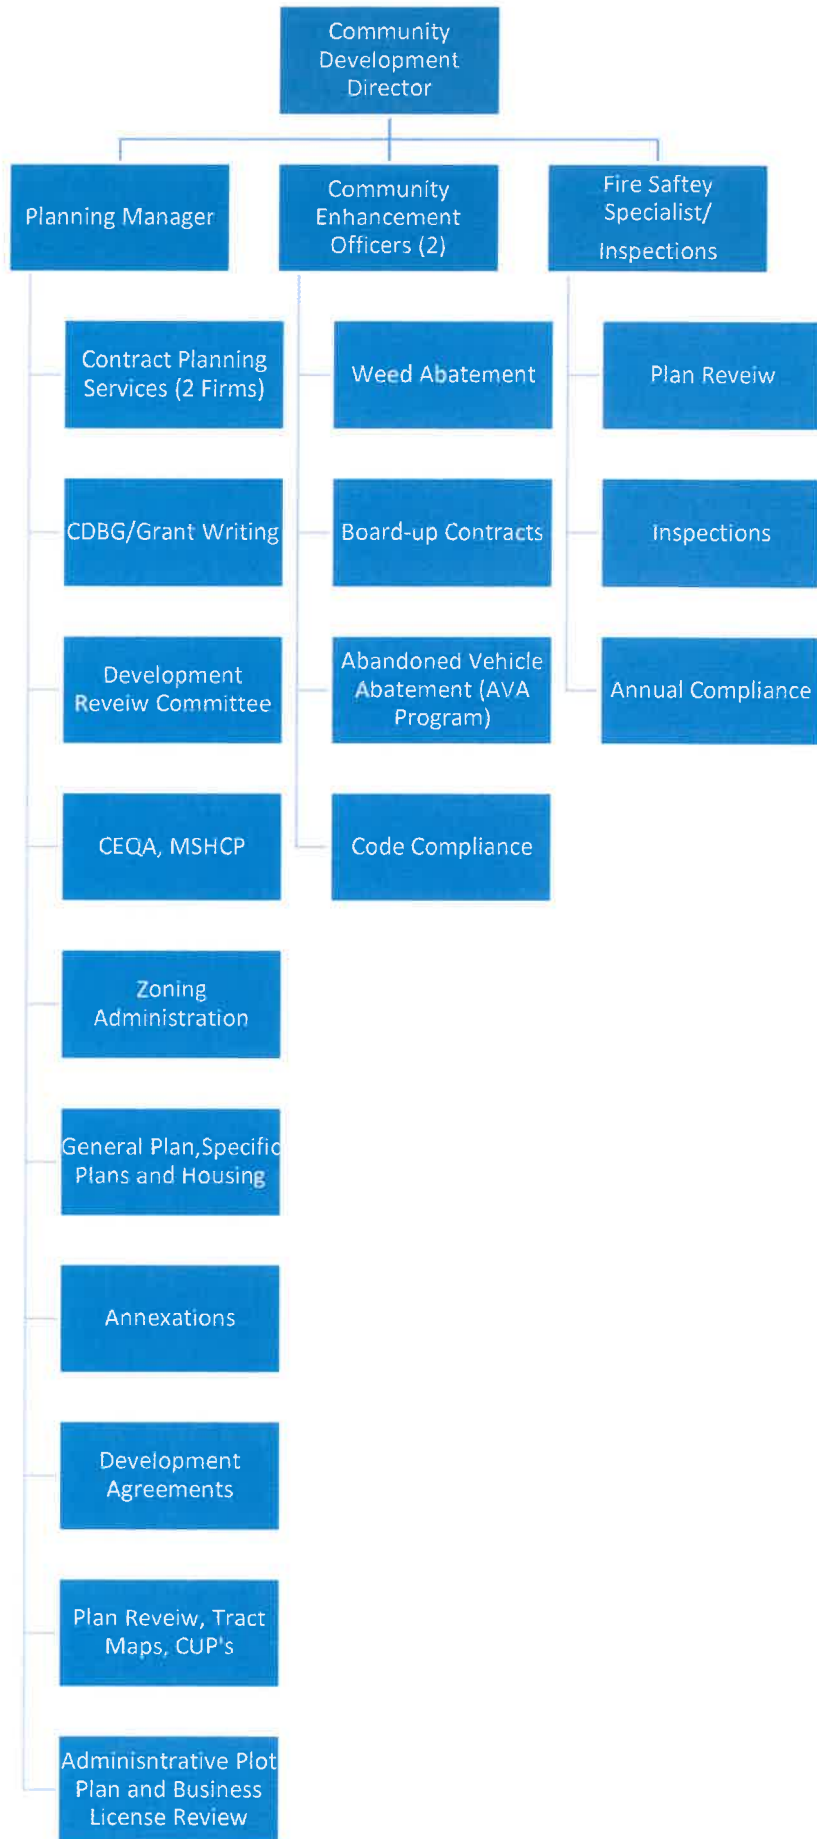 Community
Development
Director
Planning Manager
Community
Enhancement
Officers (2)
Fire Saftey
Specialist/
Inspections
Contract Planning
Services (2 Firms)
CDBG/Grant Writing
Development
Reveiw Committee
CEQA, MSHCP
Zoning
Administration
General Plan,Specific
Plans and Housing
Annexations
Development
Agreements
Plan Reveiw, Tract
Maps, CUP's
Adminisntrative Plot
Plan and Business
License Review
Weed Abatement
Board-up Contracts
Abandoned Vehicle
Abatement (AVA
Program)
Code Compliance
Plan Reveiw
Inspections
Annual Compliance